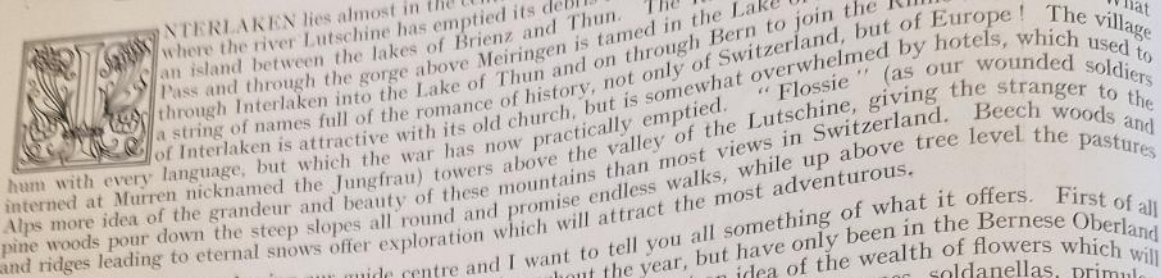 INTERLAKEN lies almost in the
where the river Lutschine has emptied its debris
an island between the lakes of Brienz and Thun. The
Pass and through the gorge above Meiringen is tamed in the Lake
through Interlaken into the Lake of Thun and on through Bern to join the What
a string of names full of the romance of history, not only of Switzerland, but of Europe ! The village
of Interlaken is attractive with its old church, but is somewhat overwhelmed by hotels, which used to
hum with every language, but which the war has now practically emptied. “ Flossie ” (as our wounded soldiers
interned at Murren nicknamed the Jungfrau) towers above the valley of the Lutschine, giving the stranger to the
Alps more idea of the grandeur and beauty of these mountains than most views in Switzerland. Beech woods and
pine woods pour down the steep slopes all round and promise endless walks, while up above tree level the pastures
and ridges leading to eternal snows offer exploration which will attract the most adventurous.
centre and I want to tell you all something of what it offers. First of all
the year, but have only been in the Bernese Oberland
idea of the wealth of flowers which will
soldanellas,